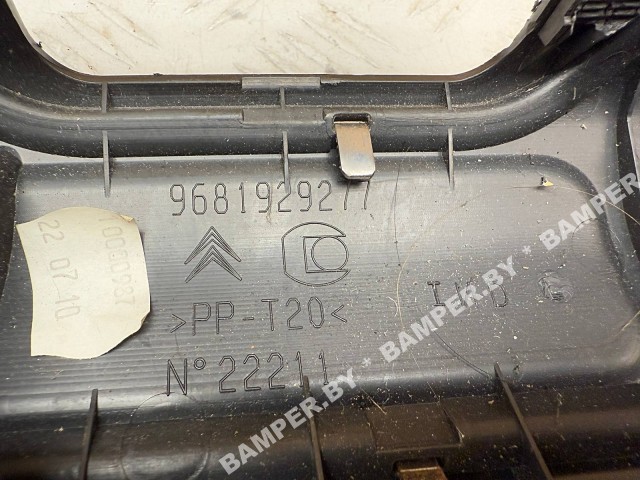 9681929277
>PP-T20<
N° 22211
22 07 10
BAMPER.BY * BAMPER.BY * BAMPER.BY *